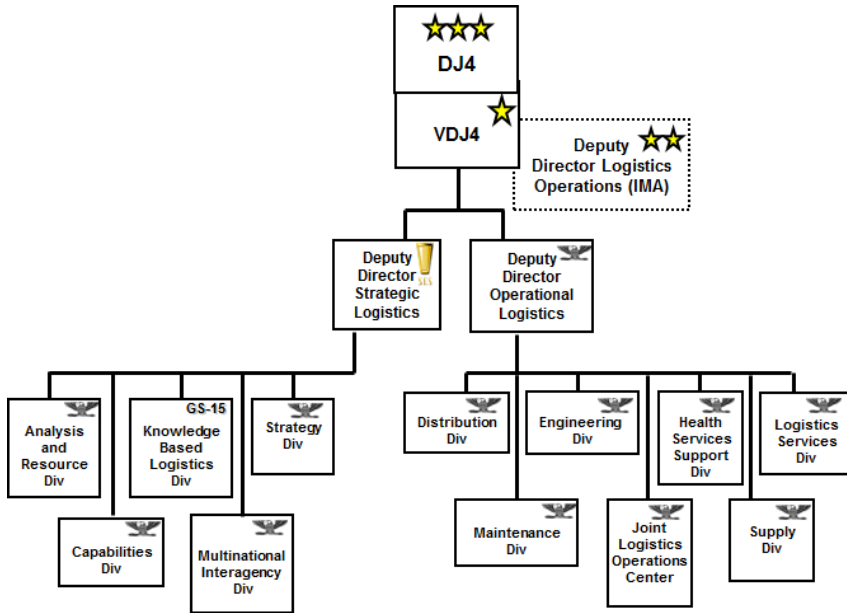 DJ4
VDJ4
Deputy
Director Logistics
Operations (IMA)
Deputy
Director
Strategic
Logistics
SES
Deputy
Director
Operational
Logistics
Analysis
and
Resource
Div
GS-15
Knowledge
Based
Logistics
Div
Strategy
Div
Distribution
Div
Engineering
Div
Health
Services
Support
Div
Logistics
Services
Div
Capabilities
Div
Multinational
Interagency
Div
Maintenance
Div
Joint
Logistics
Operations
Center
Supply
Div